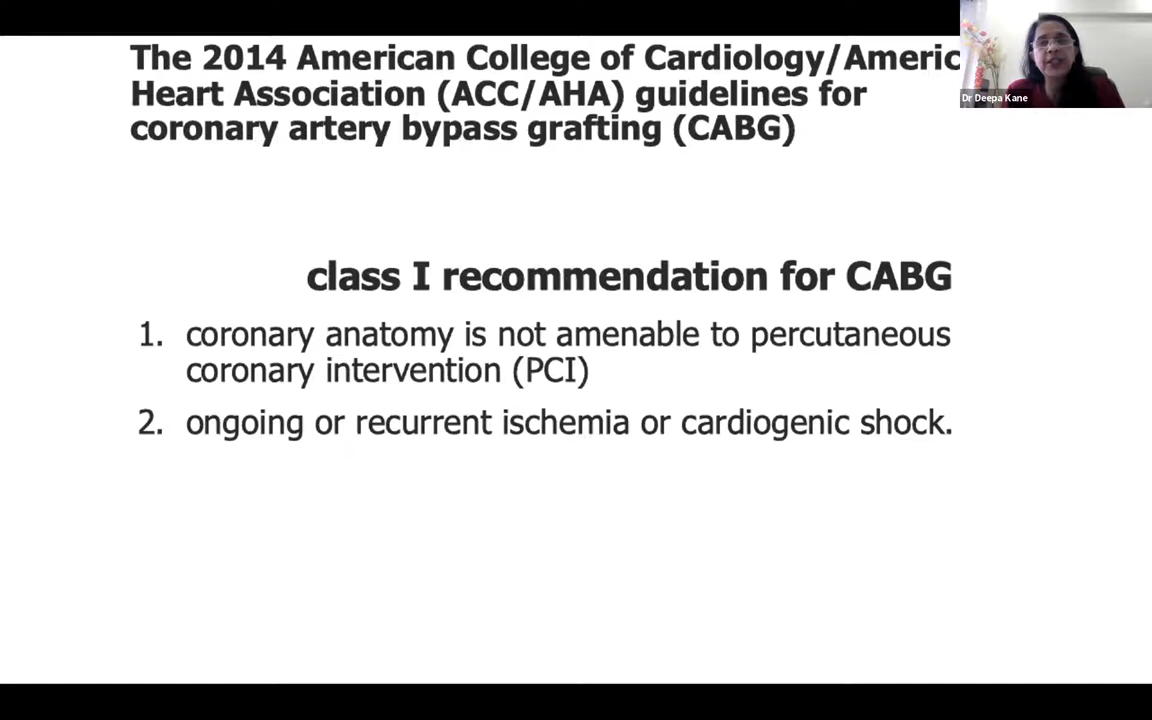 The 2014 American College of Cardiology/Americ
Heart Association (ACC/AHA) guidelines for
coronary artery bypass grafting (CABG)
Dr Deepa Kane
class I recommendation for CABG
1. coronary anatomy is not amenable to percutaneous
coronary intervention (PCI)
2. ongoing or recurrent ischemia or cardiogenic shock.